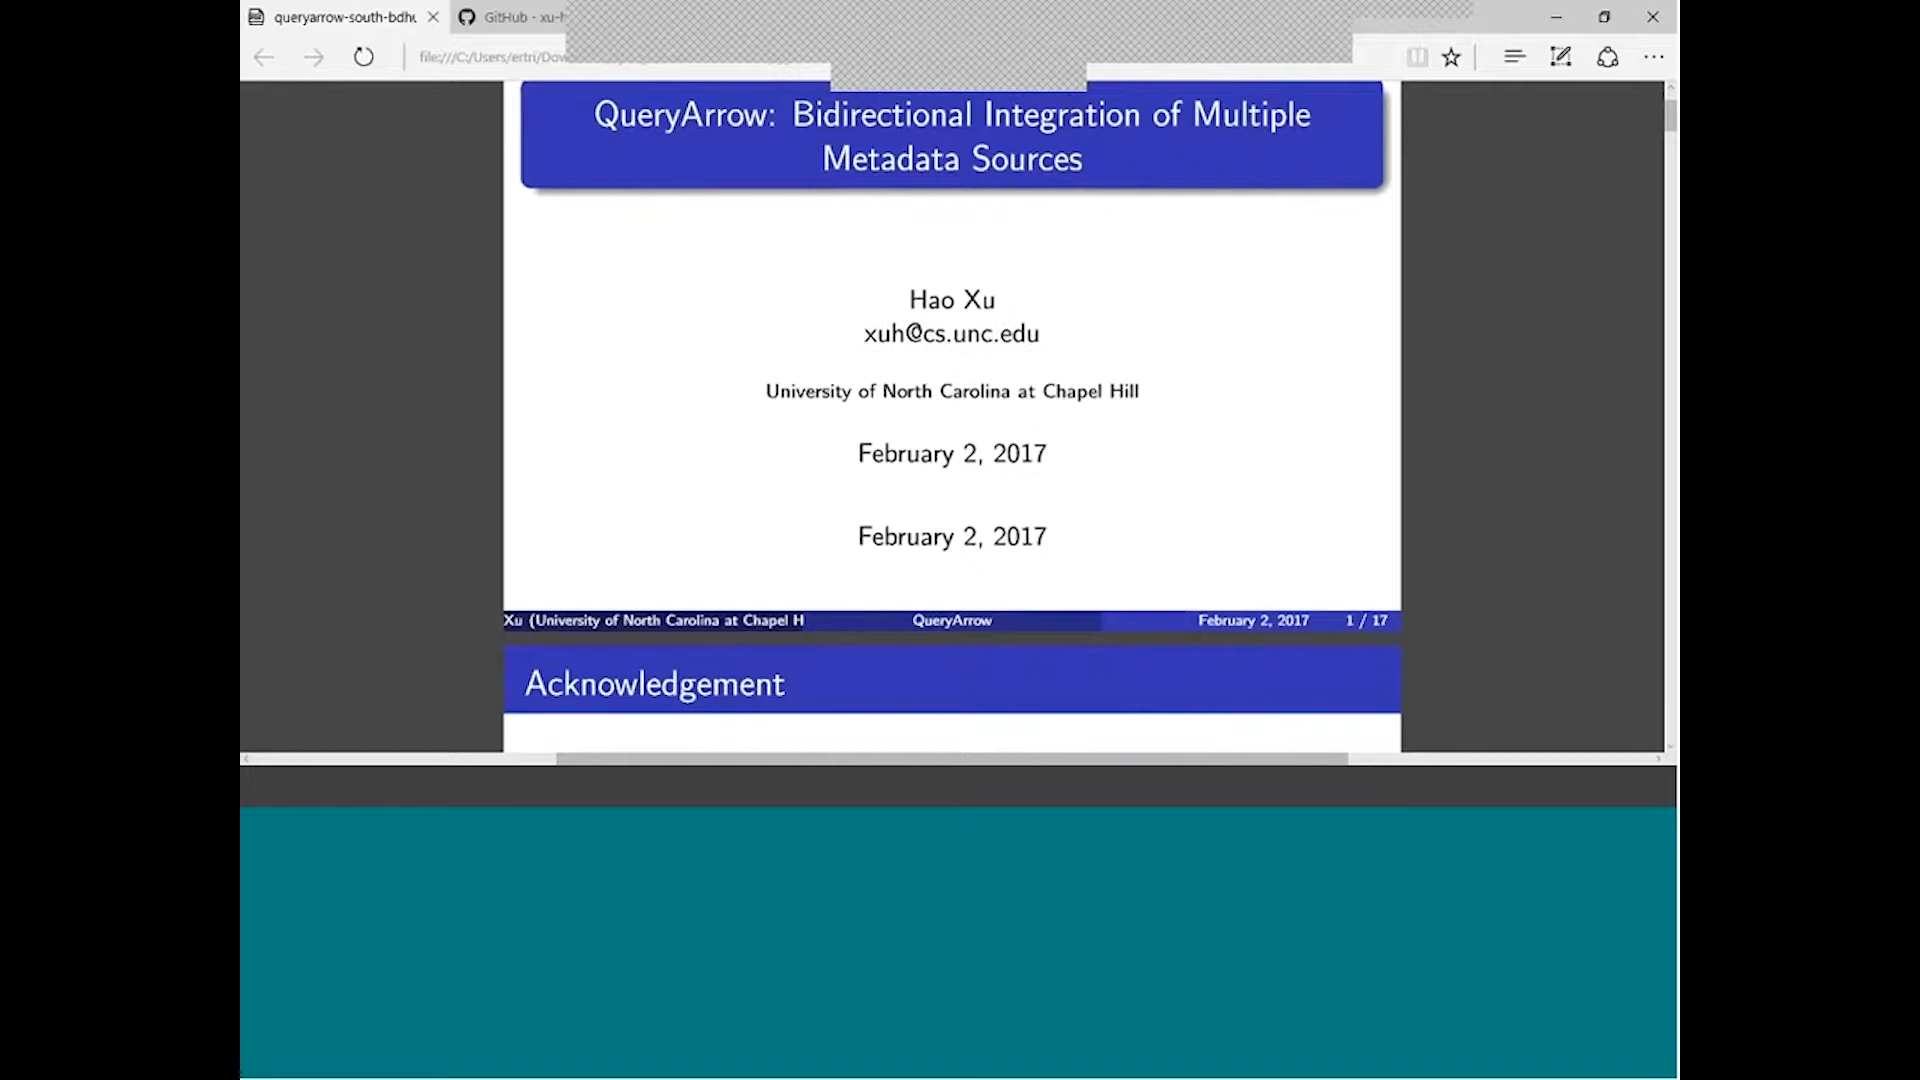 queryarrow-south-bdhu
GitHub - xu-h
file:///C:/Users/ertri/Dow
QueryArrow: Bidirectional Integration of Multiple
Metadata Sources
Hao Xu
xuh@cs.unc.edu
University of North Carolina at Chapel Hill
February 2, 2017
February 2, 2017
Xu (University of North Carolina at Chapel H
QueryArrow
February 2, 2017
1 / 17
Acknowledgement